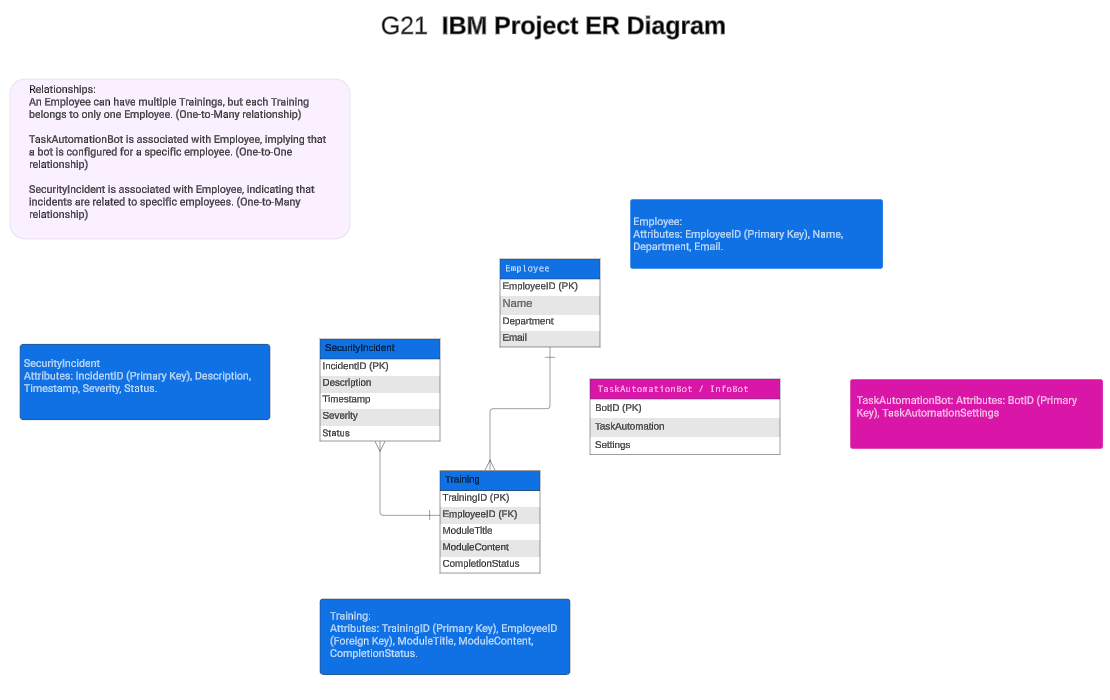 G21 IBM Project ER Diagram
Relationships:
An Employee can have multiple Trainings, but each Training
belongs to only one Employee. (One-to-Many relationship)
TaskAutomationBot is associated with Employee, implying that
a bot is configured for a specific employee. (One-to-One
relationship)
SecurityIncident is associated with Employee, indicating that
incidents are related to specific employees. (One-to-Many
relationship)
Employee:
Attributes: EmployeeID (Primary Key), Name,
Department, Email.
Employee
EmployeeID (PK)
Name
Department
Email
SecurityIncident
Attributes: IncidentID (Primary Key), Description,
Timestamp, Severity, Status.
SecurityIncident
IncidentID (PK)
Description
Timestamp
Severity
Status
TaskAutomationBot / InfoBot
BotID (PK)
TaskAutomation
Settings
TaskAutomationBot: Attributes: BotID (Primary
Key), TaskAutomationSettings
Training
TrainingID (PK)
EmployeeID (FK)
ModuleTitle
ModuleContent
CompletionStatus
Training:
Attributes: TrainingID (Primary Key), EmployeeID
(Foreign Key), ModuleTitle, ModuleContent,
CompletionStatus.